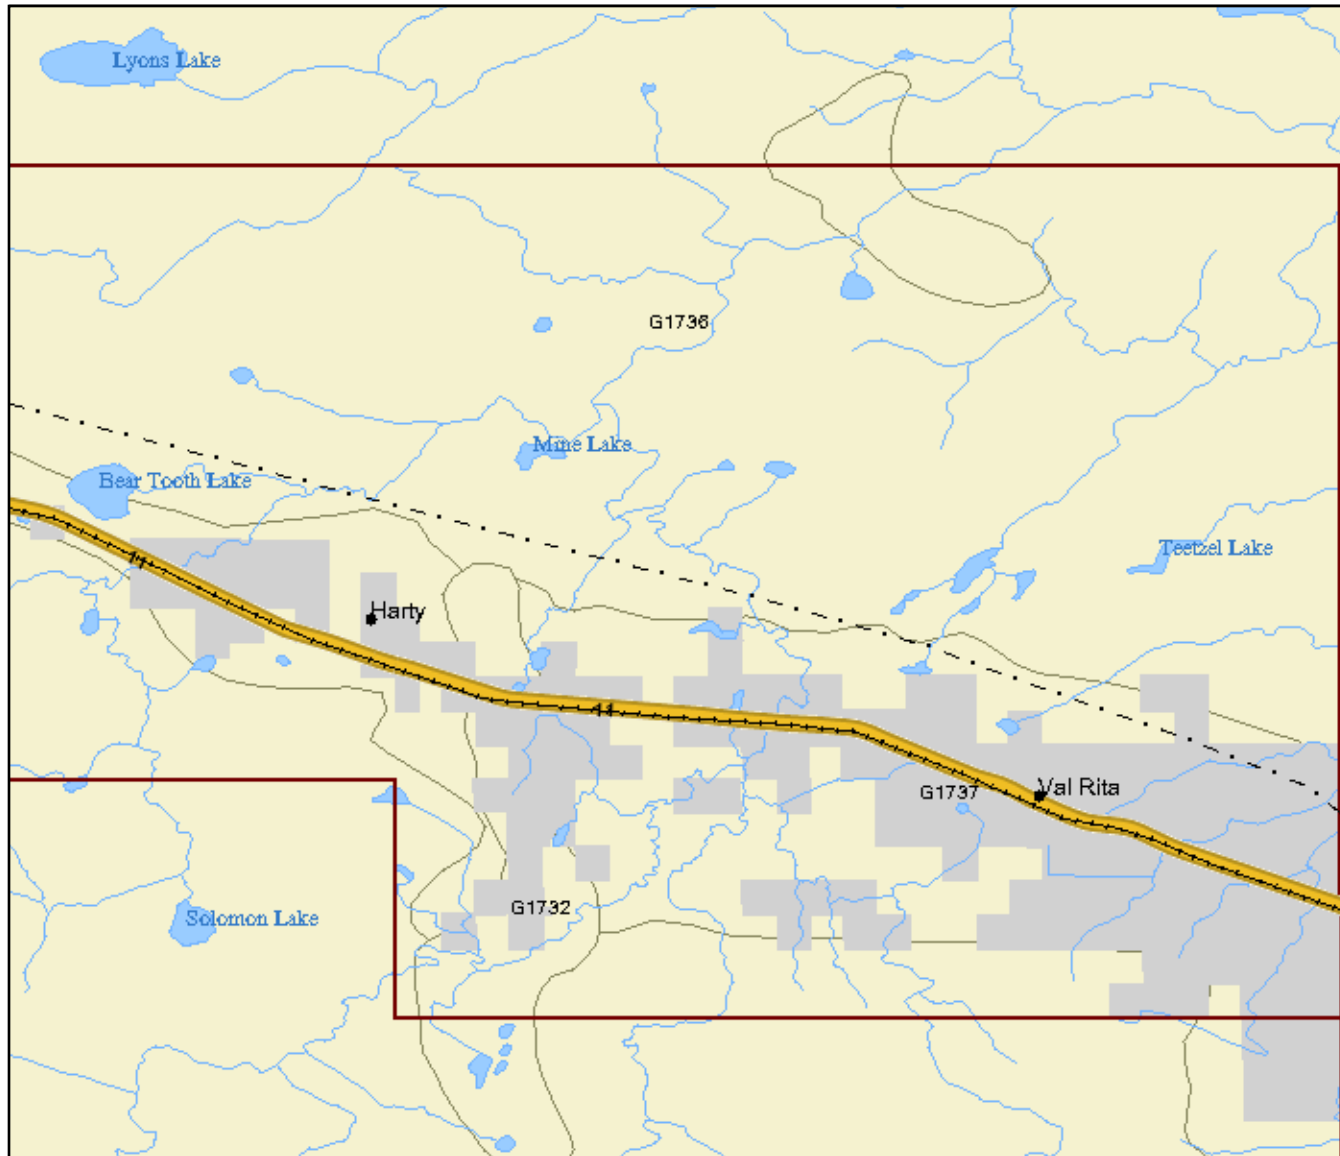 Lyons Lake
G1736
Mine Lake
Bear Tooth Lake
Teetzel Lake
11
Harty
11
Val Rita
G1737
G1732
Solomon Lake